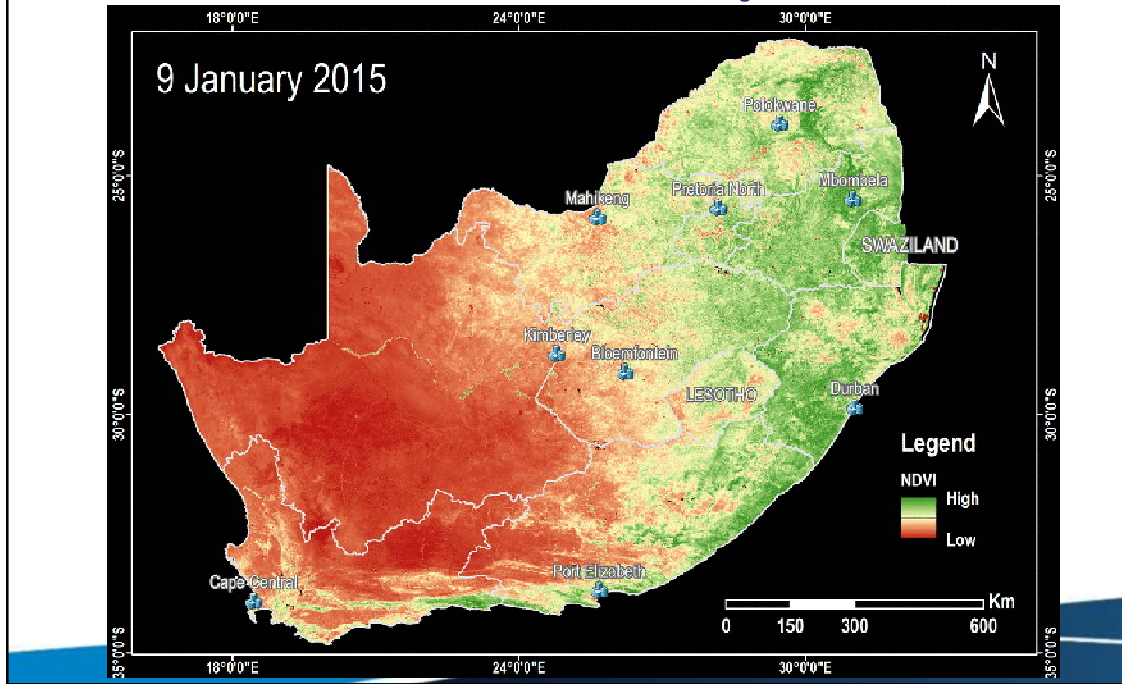 18°0'0"E 24°0'0"E 30°0'0"E
9 January 2015
N
Polokwane
25°0'0"S
25°0'0"S
Mahikeng
Pretoria North
Mbombela
SWAZILAND
Kimberley
Bloemfontein
LESOTHO
Durban
30°0'0"S
30°0'0"S
Legend
NDVI
High
Low
Cape Central
Port Elizabeth
Km
0 150 300 600
35°0'0"S
35°0'0"S
18°0'0"E 24°0'0"E 30°0'0"E